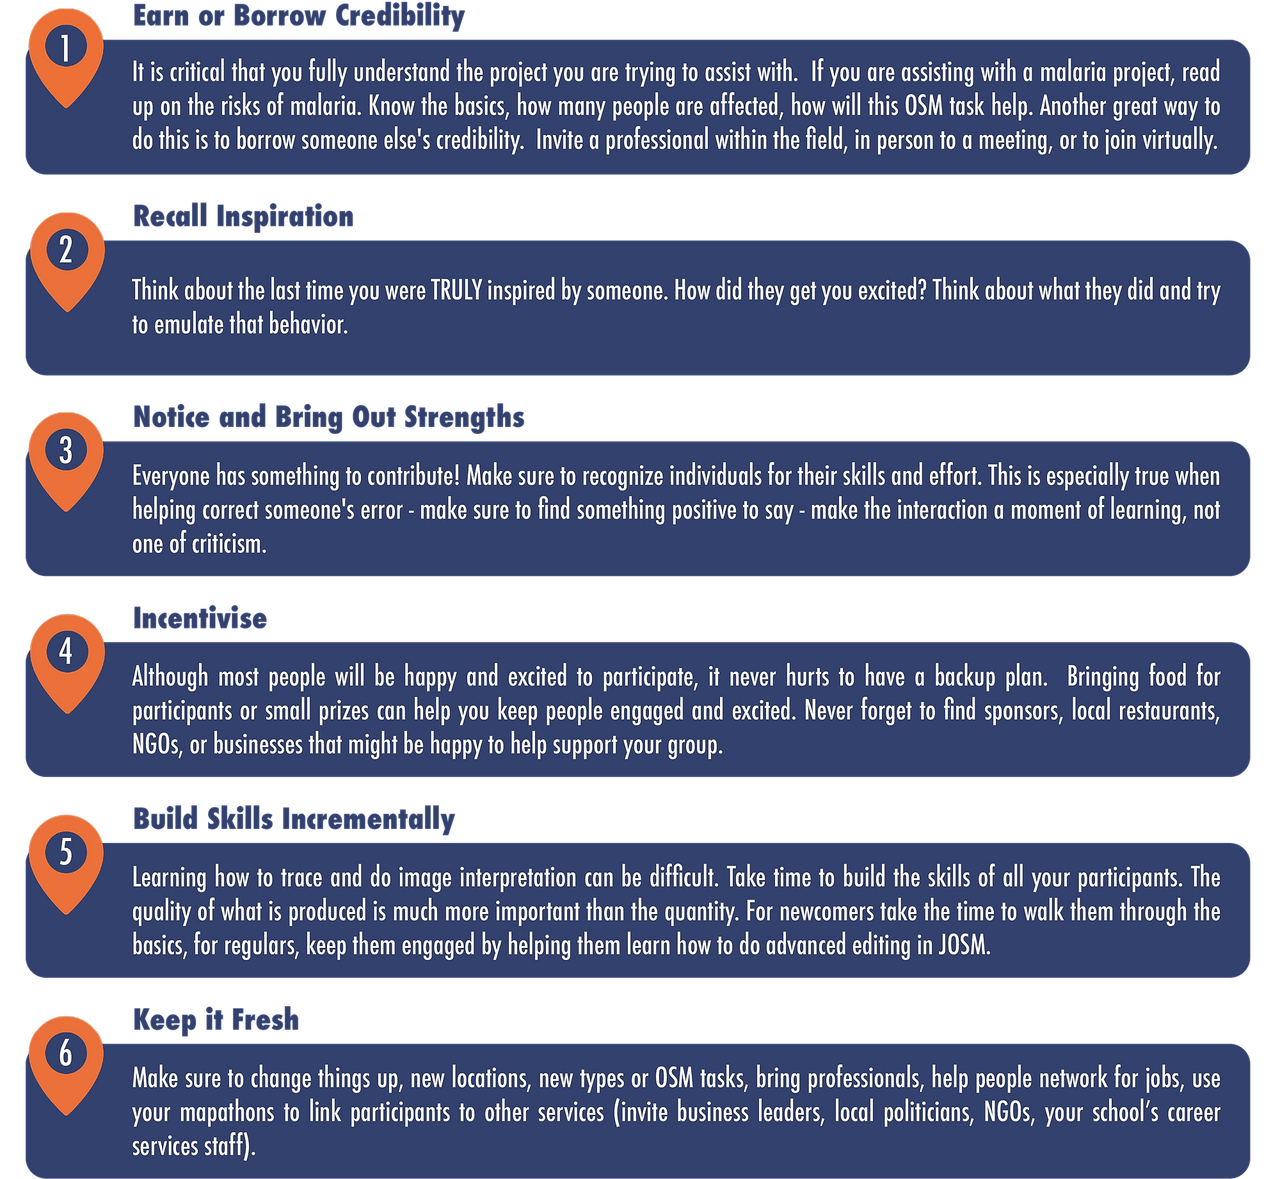 Earn or Borrow Credibility
1
It is critical that you fully understand the project you are trying to assist with.  If you are assisting with a malaria project, read
up on the risks of malaria. Know the basics, how many people are affected, how will this OSM task help. Another great way to
do this is to borrow someone else's credibility.  Invite a professional within the field, in person to a meeting, or to join virtually.
Recall Inspiration
2
Think about the last time you were TRULY inspired by someone. How did they get you excited? Think about what they did and try
to emulate that behavior.
Notice and Bring Out Strengths
3
Everyone has something to contribute! Make sure to recognize individuals for their skills and effort. This is especially true when
helping correct someone's error - make sure to find something positive to say - make the interaction a moment of learning, not
one of criticism.
Incentivise
4
Although most people will be happy and excited to participate, it never hurts to have a backup plan.  Bringing food for
participants or small prizes can help you keep people engaged and excited. Never forget to find sponsors, local restaurants,
NGOs, or businesses that might be happy to help support your group.
Build Skills Incrementally
5
Learning how to trace and do image interpretation can be difficult. Take time to build the skills of all your participants. The
quality of what is produced is much more important than the quantity. For newcomers take the time to walk them through the
basics, for regulars, keep them engaged by helping them learn how to do advanced editing in JOSM.
Keep it Fresh
6
Make sure to change things up, new locations, new types or OSM tasks, bring professionals, help people network for jobs, use
your mapathons to link participants to other services (invite business leaders, local politicians, NGOs, your school’s career
services staff).